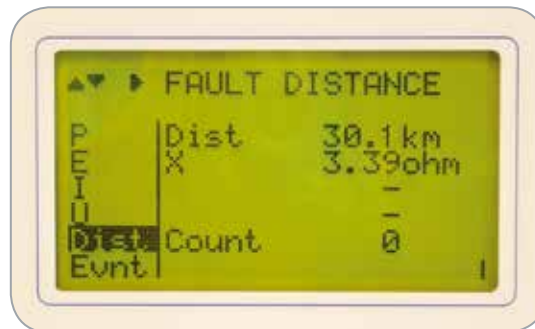 FAULT DISTANCE
P Dist 30.1km
E X 3.39ohm
I -
U -
Dist Count 0
Evnt